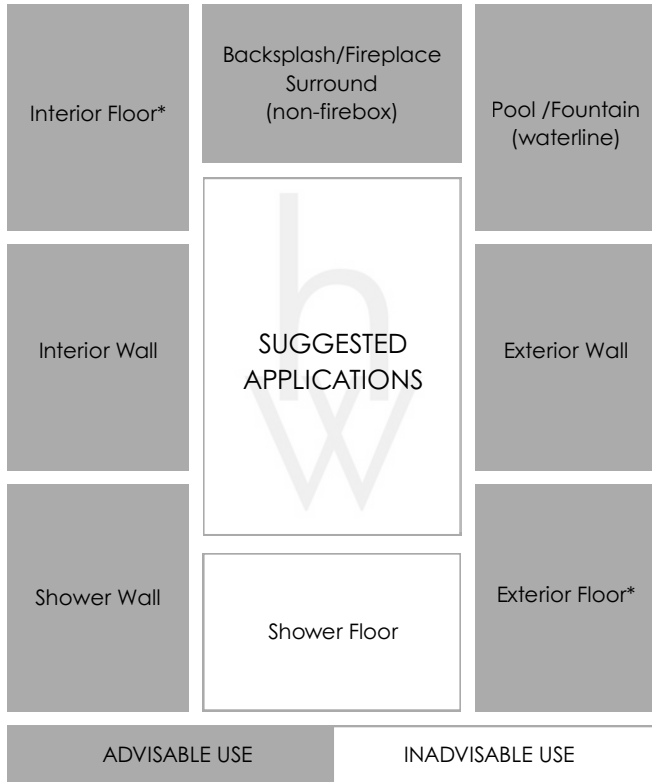 Interior Floor*
Backsplash/Fireplace
Surround
(non-firebox)
Pool /Fountain
(waterline)
Interior Wall
hw
SUGGESTED
APPLICATIONS
Exterior Wall
Shower Wall
Shower Floor
Exterior Floor*
ADVISABLE USE
INADVISABLE USE